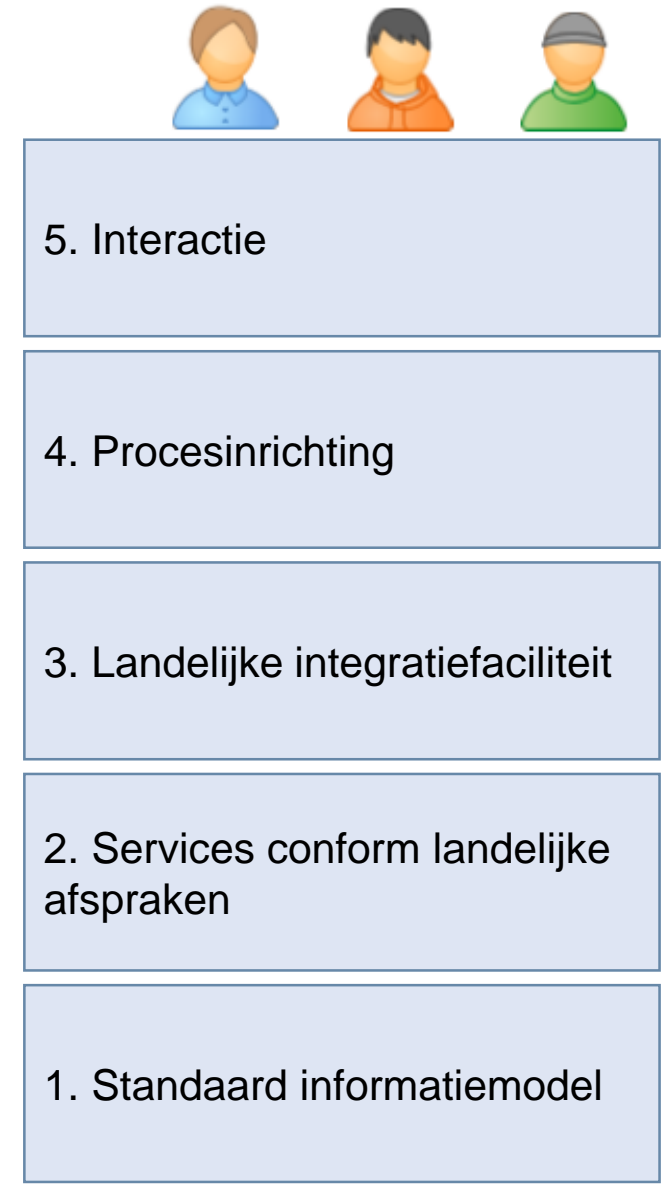 5. Interactie
4. Procesinrichting
3. Landelijke integratiefaciliteit
2. Services conform landelijke
afspraken
1. Standaard informatiemodel